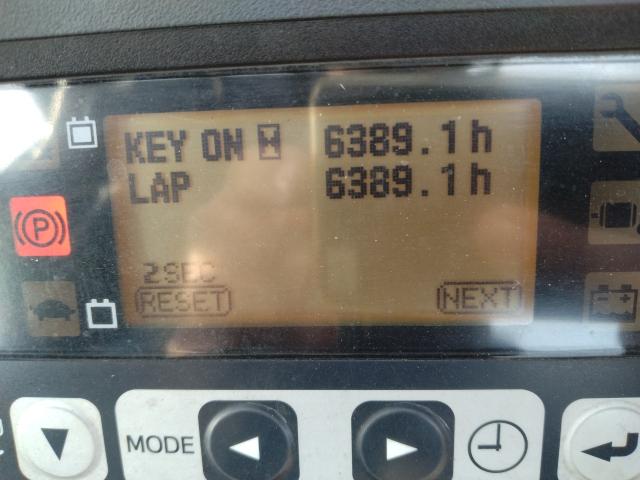 KEY ON 6389.1h
LAP 6389.1h
2SEC
RESET NEXT
P
MODE